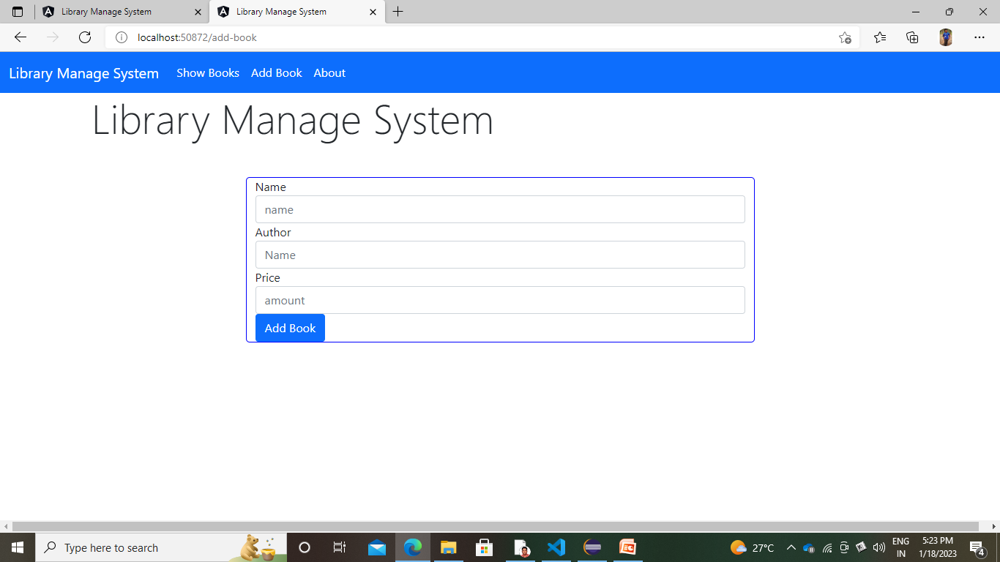 Library Manage System
Library Manage System
localhost:50872/add-book
Library Manage System Show Books Add Book About
Library Manage System
Name
name
Author
Name
Price
amount
Add Book
Type here to search
27°C
ENG
IN
5:23 PM
1/18/2023
4